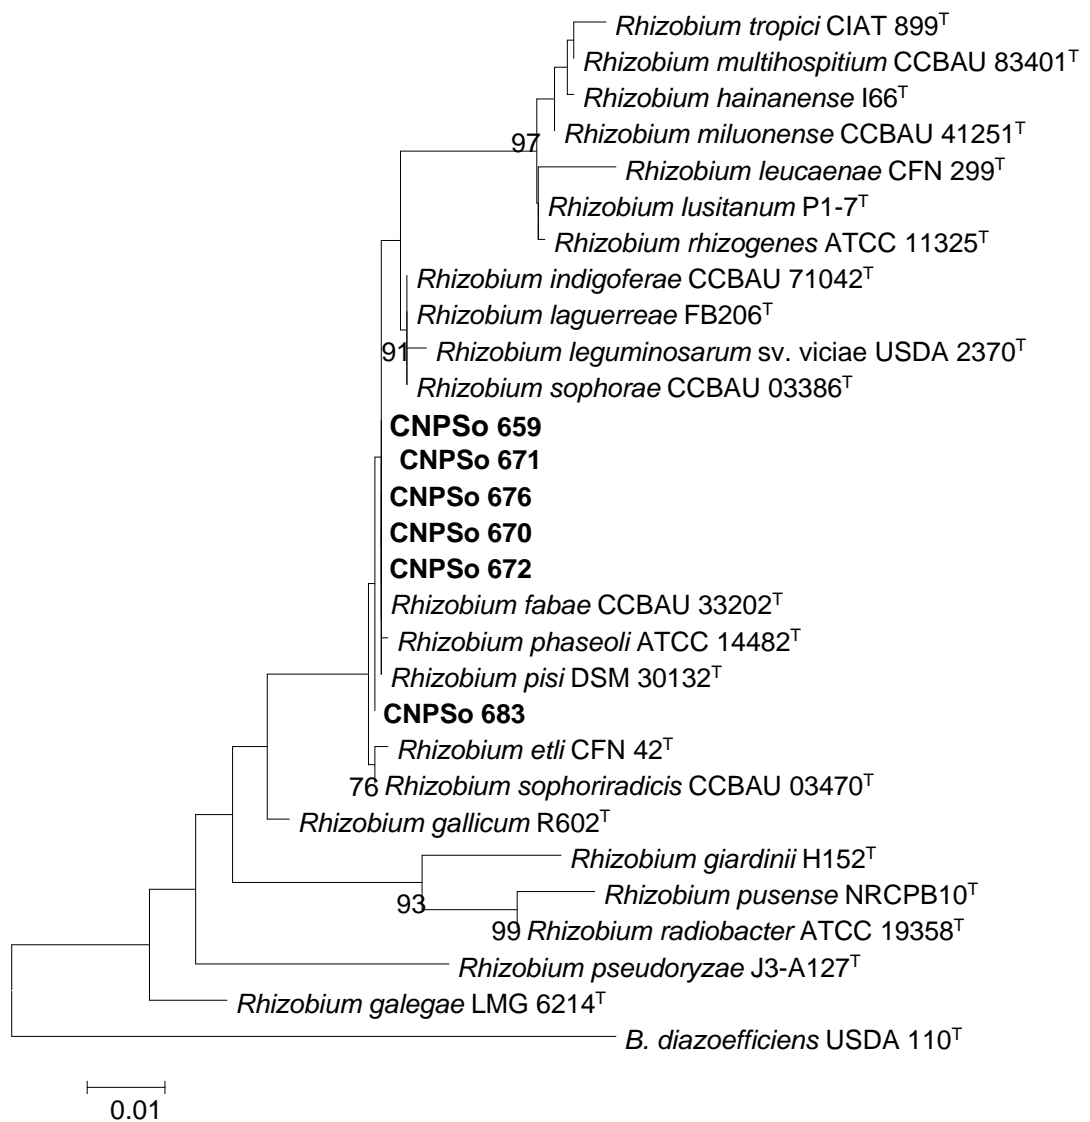 Rhizobium tropici CIAT 899T
Rhizobium multihospitium CCBAU 83401T
Rhizobium hainanense I66T
Rhizobium miluonense CCBAU 41251T
97
Rhizobium leucaenae CFN 299T
Rhizobium lusitanum P1-7T
Rhizobium rhizogenes ATCC 11325T
Rhizobium indigoferae CCBAU 71042T
Rhizobium laguerreae FB206T
91 Rhizobium leguminosarum sv. viciae USDA 2370T
Rhizobium sophorae CCBAU 03386T
CNPSo 659
CNPSo 671
CNPSo 676
CNPSo 670
CNPSo 672
Rhizobium fabae CCBAU 33202T
Rhizobium phaseoli ATCC 14482T
Rhizobium pisi DSM 30132T
CNPSo 683
Rhizobium etli CFN 42T
76 Rhizobium sophoriradicis CCBAU 03470T
Rhizobium gallicum R602T
Rhizobium giardinii H152T
Rhizobium pusense NRCPB10T
93
99 Rhizobium radiobacter ATCC 19358T
Rhizobium pseudoryzae J3-A127T
Rhizobium galegae LMG 6214T
B. diazoefficiens USDA 110T
0.01